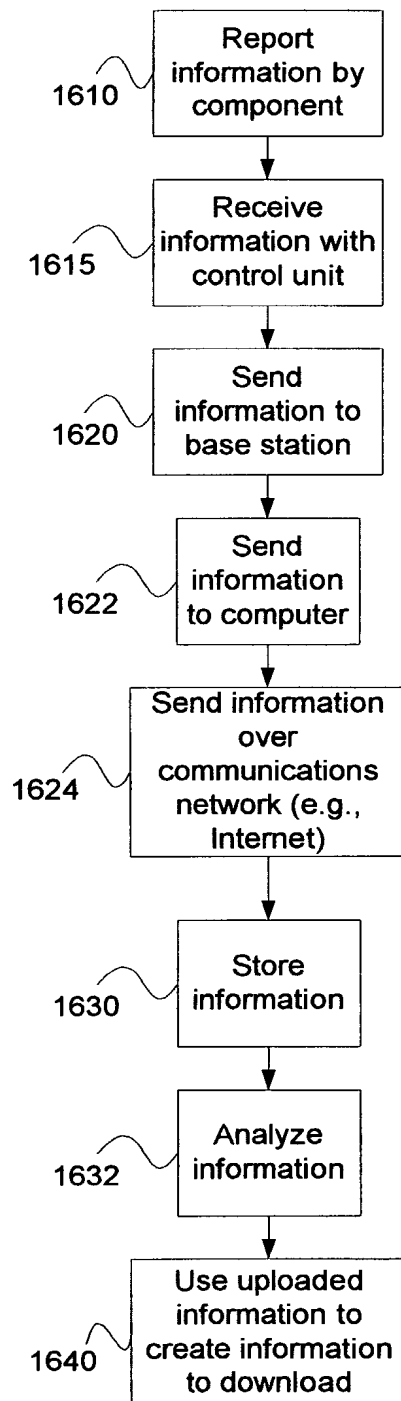 Report
information by
component
1610
Receive
information with
control unit
1615
Send
information to
base station
1620
Send
information
to computer
1622
Send information
over
communications
network (e.g.,
Internet)
1624
Store
information
1630
Analyze
information
1632
Use uploaded
information to
create information
to download
1640